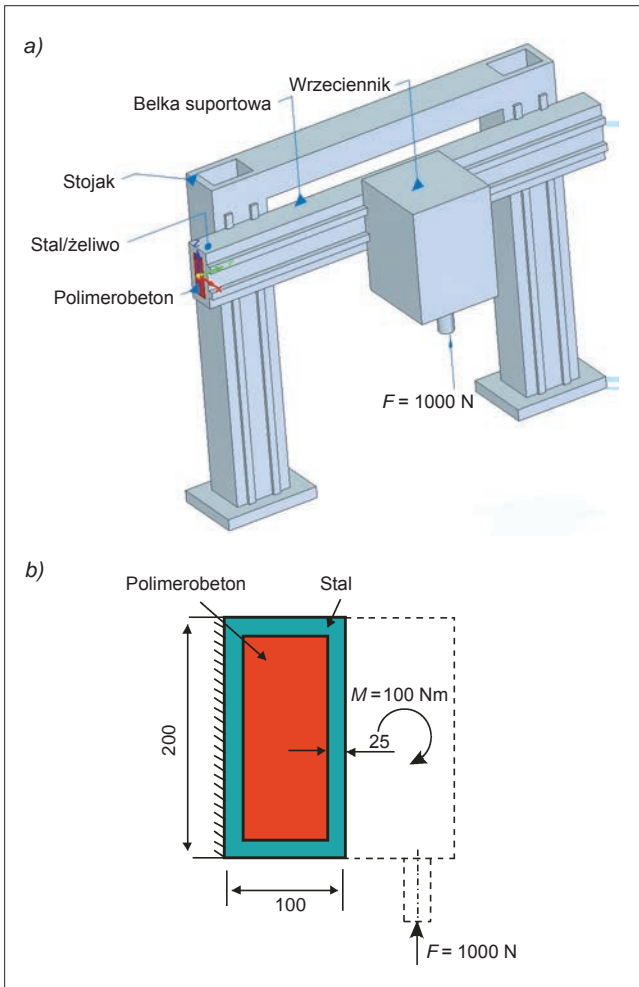 a)
Wrzeciennik
Belka suportowa
Stojak
Stal/żeliwo
Polimerobeton
F = 1000 N
b)
Polimerobeton
Stal
M = 100 Nm
25
200
100
F = 1000 N